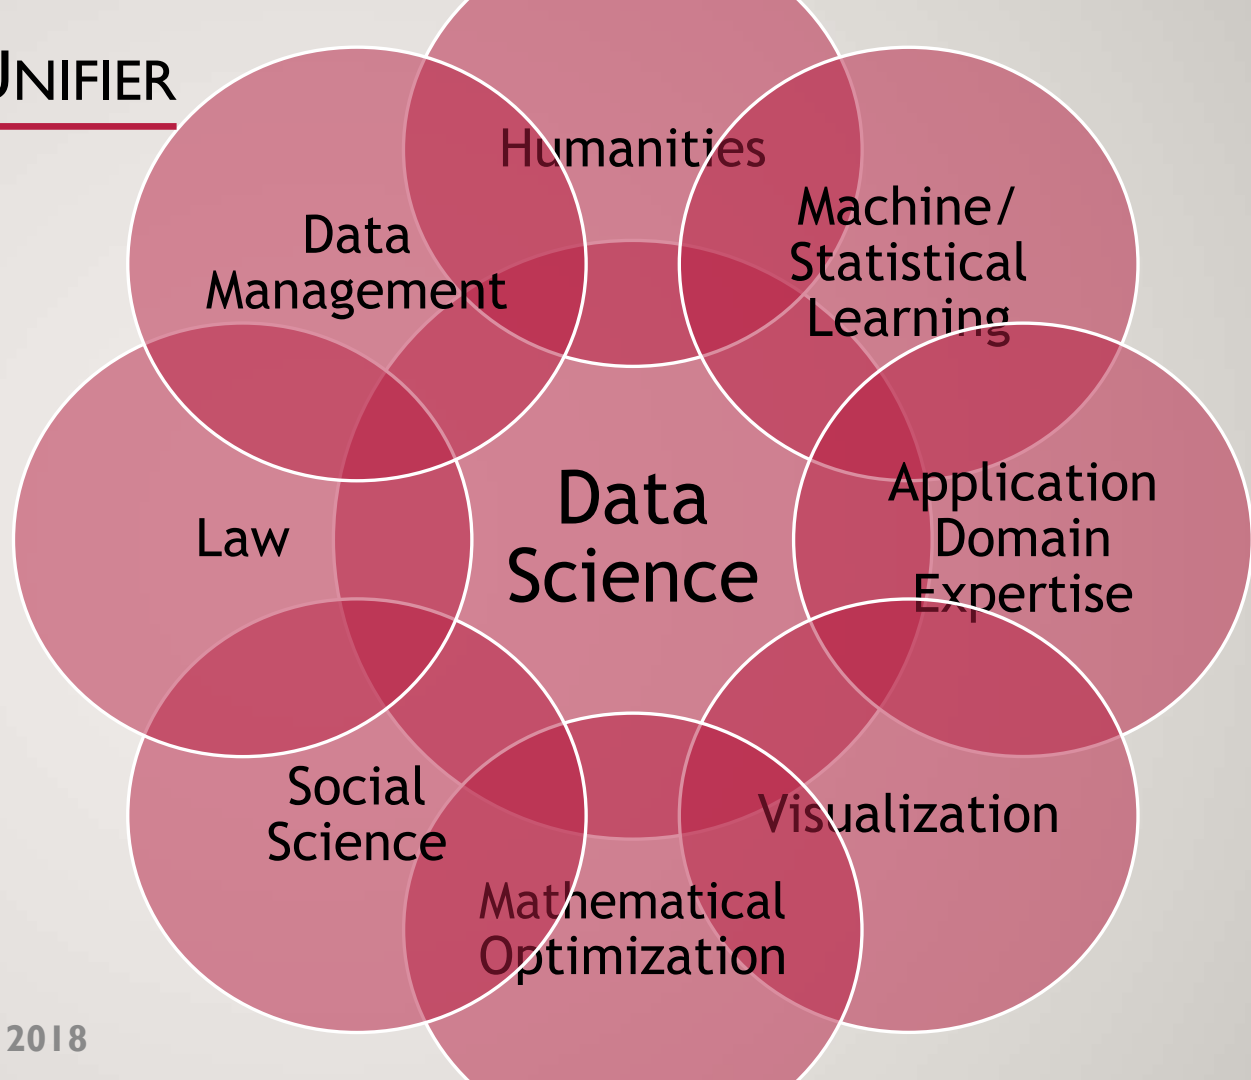 UNIFIER
Humanities
Machine/
Statistical
Learning
Data
Management
Application
Domain
Expertise
Law
Data
Science
Visualization
Social
Science
Mathematical
Optimization
2018